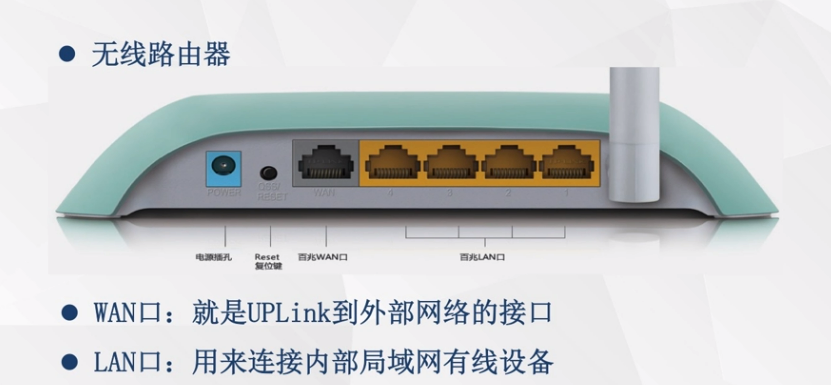 无线路由器
POWER
QSS/
RESET
WAN
4 3 2 1
电源插孔
Reset
复位键
百兆WAN口
百兆LAN口
WAN口：就是UPLink到外部网络的接口
LAN口：用来连接内部局域网有线设备